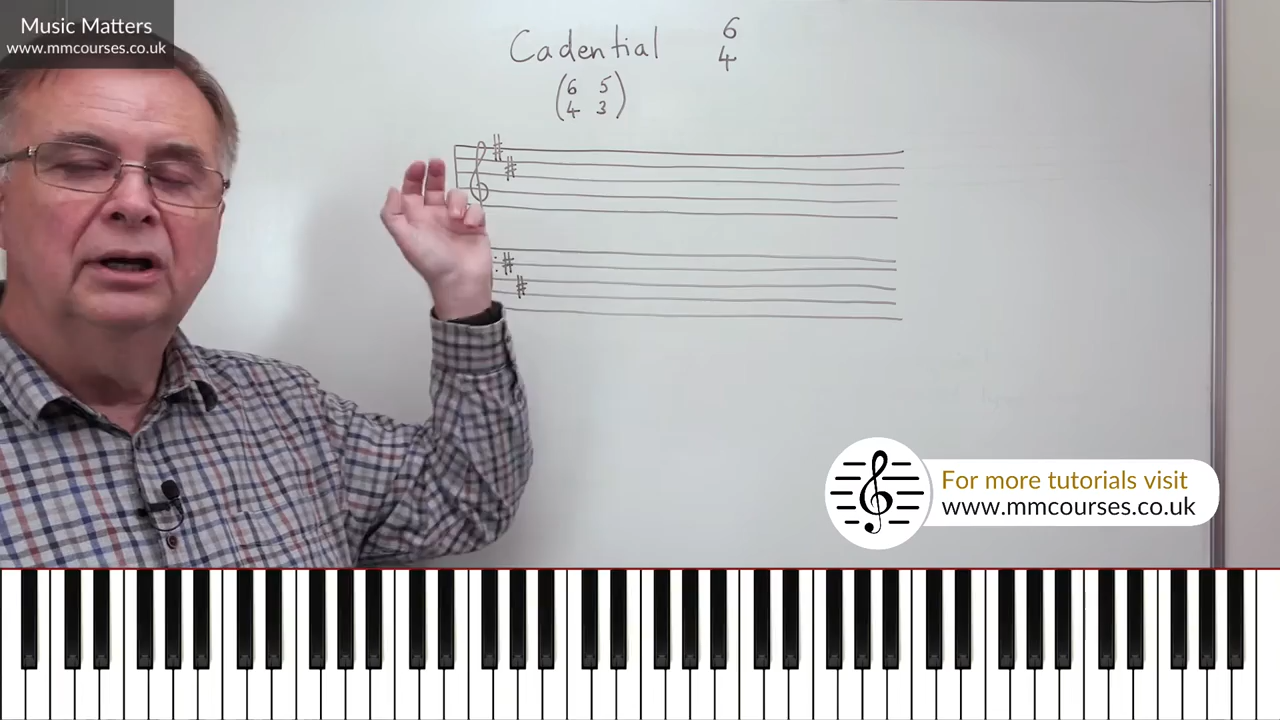 Music Matters
www.mmcourses.co.uk
Cadential 6
4
(6 5
4 3)
For more tutorials visit
www.mmcourses.co.uk